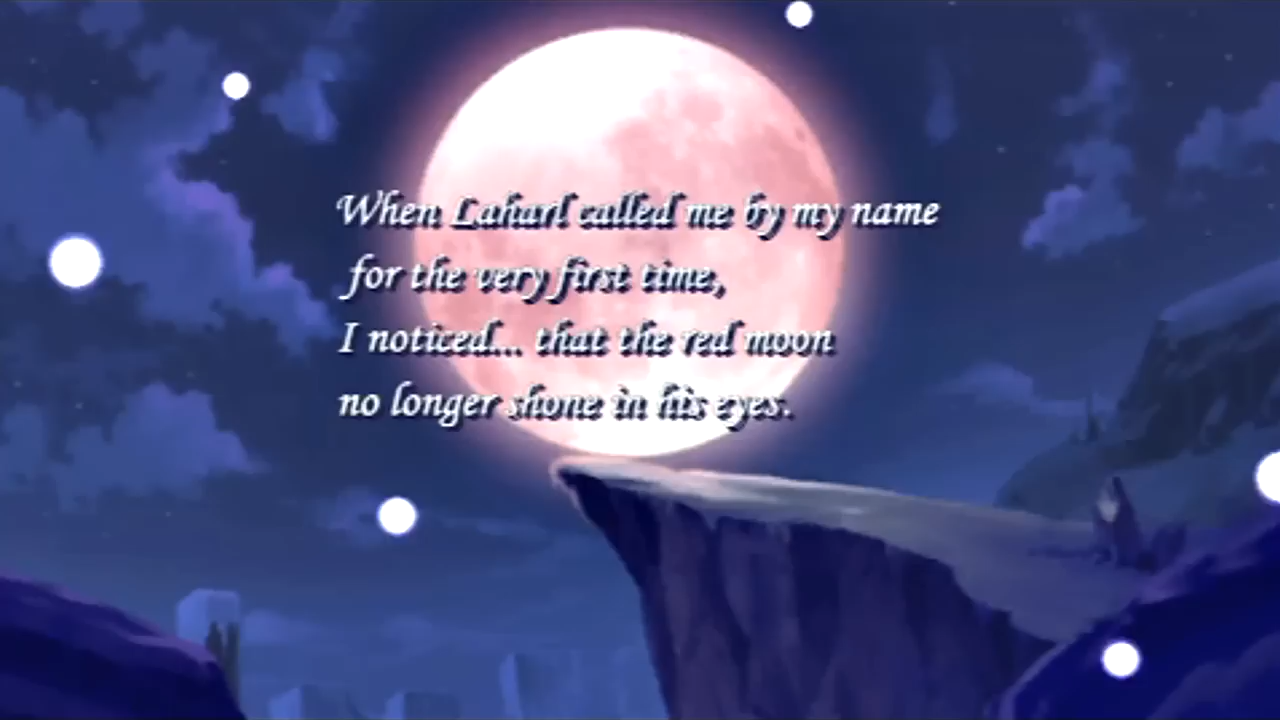 When Laharl called me by my name
for the very first time,
I noticed... that the red moon
no longer shone in his eyes.